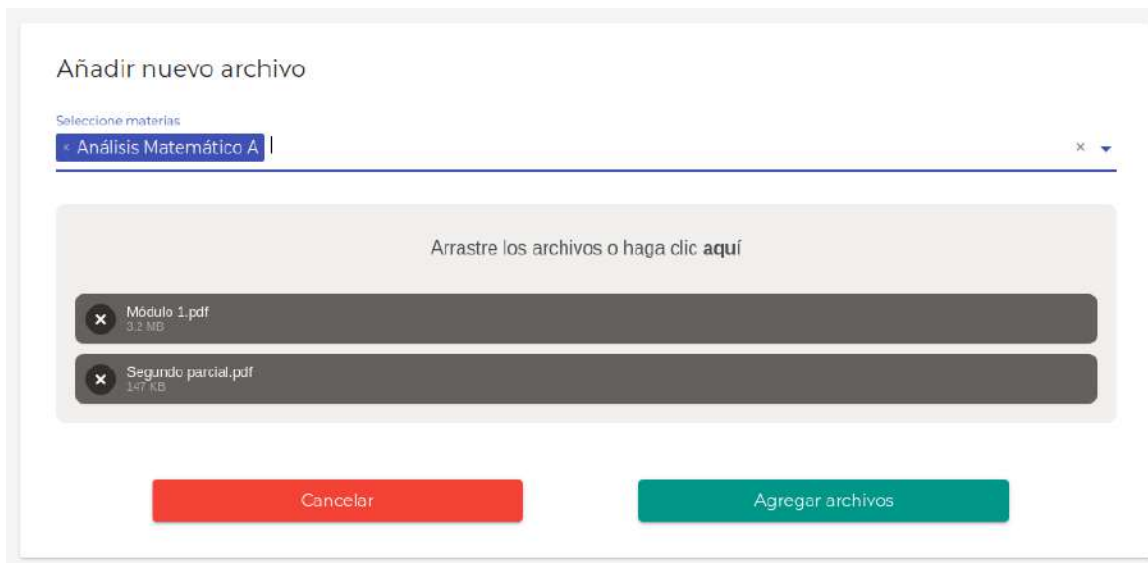 Añadir nuevo archivo
Seleccione materias
× Análisis Matemático A
×
Arrastre los archivos o haga clic aquí
Módulo 1.pdf
3.2 MB
Segundo parcial.pdf
147 KB
Cancelar
Agregar archivos